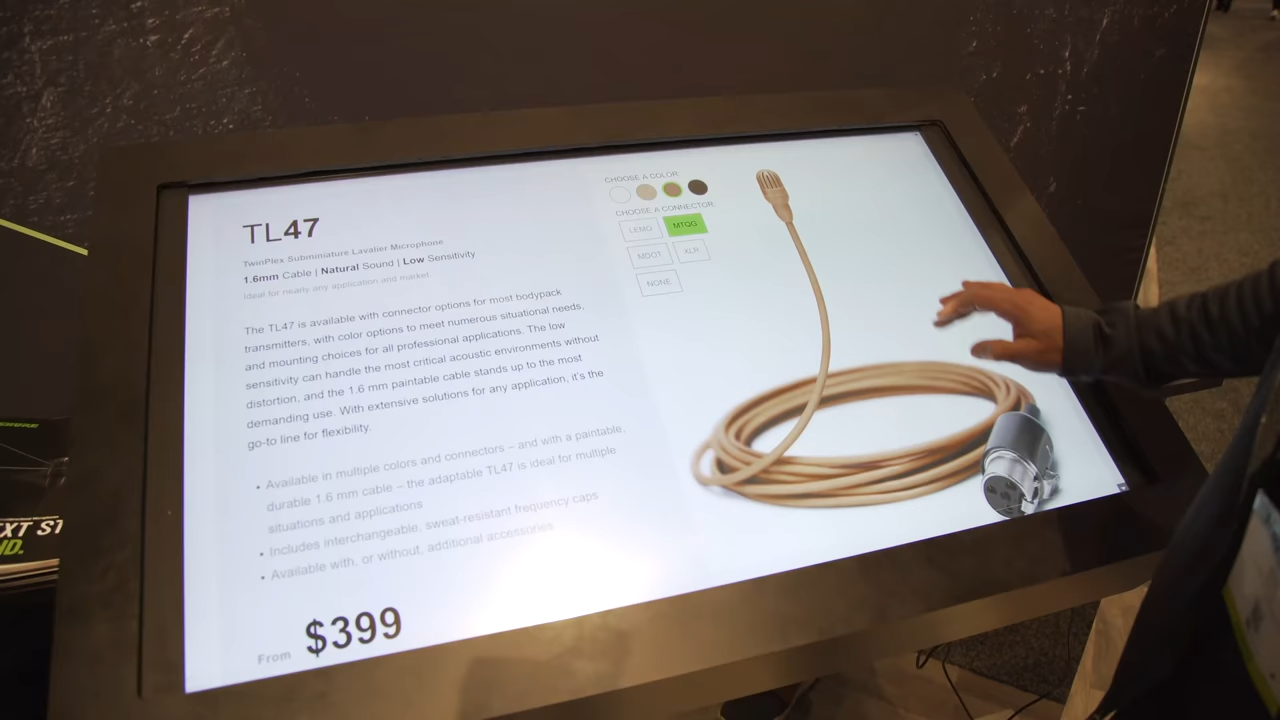 TL47
TwinPlex Subminiature Lavalier Microphone
1.6mm Cable | Natural Sound | Low Sensitivity
Ideal for nearly any application and market.
The TL47 is available with connector options for most bodypack
transmitters, with color options to meet numerous situational needs,
and mounting choices for all professional applications. The low
sensitivity can handle the most critical acoustic environments without
distortion, and the 1.6 mm paintable cable stands up to the most
demanding use. With extensive solutions for any application, it's the
go-to line for flexibility.
• Available in multiple colors and connectors – and with a paintable,
durable 1.6 mm cable – the adaptable TL47 is ideal for multiple
situations and applications
• Includes interchangeable, sweat-resistant frequency caps
• Available with, or without, additional accessories
From $399
CHOOSE A COLOR
CHOOSE A CONNECTOR
LEMO MTQG
MDOT XLR
NONE
SHURE
XT ST
ND.